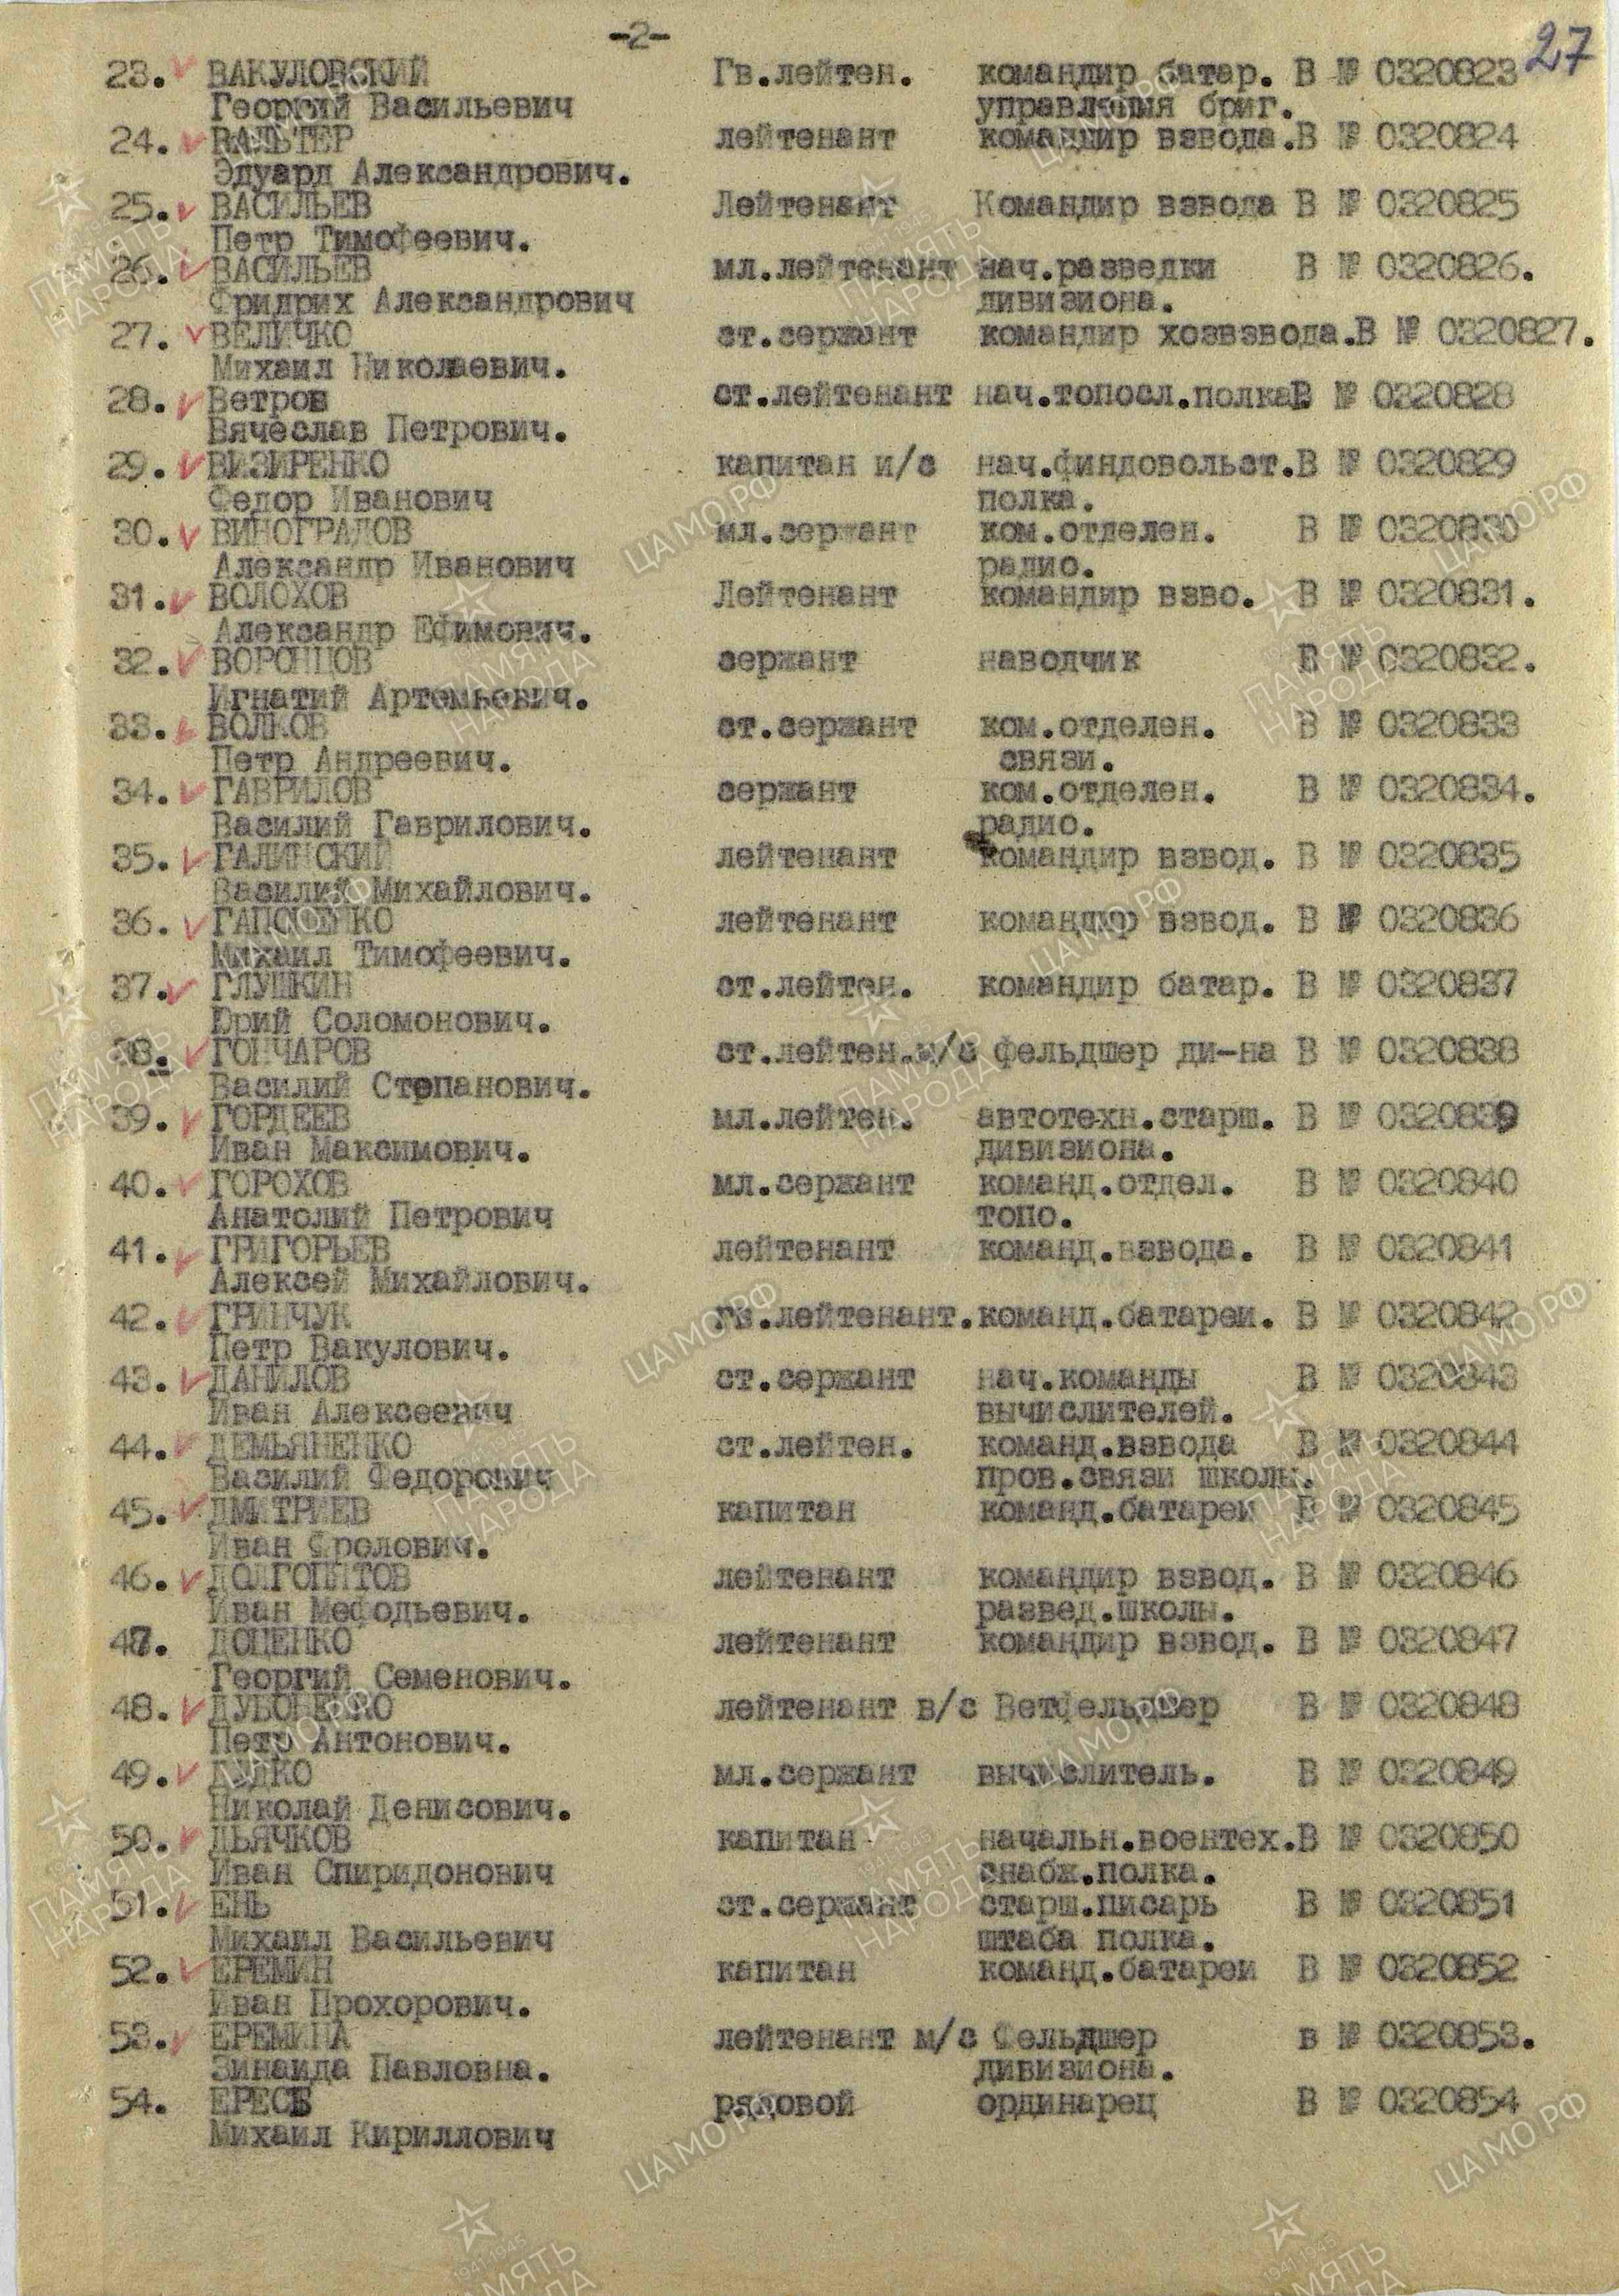 -2-
27
23. ВАКУЛОВСКИЙ Гв.лейтен. командир батар. В № 0320823
Георгий Васильевич управления бриг.
24. ВАЛЬТЕР лейтенант командир взвода.В № 0320824
Эдуард Александрович.
25. ВАСИЛЬЕВ Лейтенант Командир взвода В № 0320825
Петр Тимофеевич.
26. ВАСИЛЬЕВ мл.лейтенант нач.разведки В № 0320826.
Фридрих Александрович дивизиона.
27. ВЕЛИЧКО ст.сержант командир хозвзвода.В № 0320827.
Михаил Николаевич.
28. Ветров ст.лейтенант нач.топосл.полкаВ № 0320828
Вячеслав Петрович.
29. ВИЗИРЕНКО капитан и/с нач.финдовольст.В № 0320829
Федор Иванович полка.
30. ВИНОГРАДОВ мл.сержант ком.отделен. В № 0320830
Александр Иванович радио.
31. ВОЛОХОВ Лейтенант командир взво. В № 0320831.
Александр Ефимович.
32. ВОРОНЦОВ сержант наводчик В № 0320832.
Игнатий Артемьевич.
33. ВОЛКОВ ст.сержант ком.отделен. В № 0320833
Петр Андреевич. связи.
34. ГАВРИЛОВ сержант ком.отделен. В № 0320834.
Василий Гаврилович. радио.
35. ГАЛИНСКИЙ лейтенант командир взвод. В № 0320835
Василий Михайлович.
36. ГАПОНЕНКО лейтенант командир взвод. В № 0320836
Михаил Тимофеевич.
37. ГЛУШКИН ст.лейтен. командир батар. В № 0320837
Юрий Соломонович.
38. ГОНЧАРОВ ст.лейтен.м/с фельдшер ди-на В № 0320838
Василий Степанович.
39. ГОРДЕЕВ мл.лейтен. автотехн.старш. В № 0320839
Иван Максимович. дивизиона.
40. ГОРОХОВ мл.сержант команд.отдел. В № 0320840
Анатолий Петрович топо.
41. ГРИГОРЬЕВ лейтенант команд.взвода. В № 0320841
Алексей Михайлович.
42. ГРИНЧУК гв.лейтенант.команд.батареи. В № 0320842
Петр Вакулович.
43. ДАНИЛОВ ст.сержант нач.команды В № 0320843
Иван Алексеевич вычислителей.
44. ДЕМЬЯНЕНКО ст.лейтен. команд.взвода В № 0320844
Василий Федорович пров.связи школы.
45. ДМИТРИЕВ капитан команд.батареи В № 0320845
Иван Фролович.
46. ДОЛГОПЯТОВ лейтенант командир взвод. В № 0320846
Иван Мефодьевич. развед.школы.
47. ДОЦЕНКО лейтенант командир взвод. В № 0320847
Георгий Семенович.
48. лейтенант в/с Ветфельдшер В № 0320848
Петр Антонович.
49. ДУДКО мл.сержант вычислитель. В № 0320849
Николай Денисович.
50. ДЬЯЧКОВ капитан начальн.воентех.В № 0320850
Иван Спиридонович снабж.полка.
51. ЕНЬ ст.сержант старш.писарь В № 0320851
Михаил Васильевич штаба полка.
52. ЕРЕМИН капитан команд.батареи В № 0320852
Иван Прохорович.
53. ЕРЕМИНА лейтенант м/с Фельдшер в № 0320853.
Зинаида Павловна. дивизиона.
54. ЕРЕСЬ рядовой ординарец В № 0320854
Михаил Кириллович